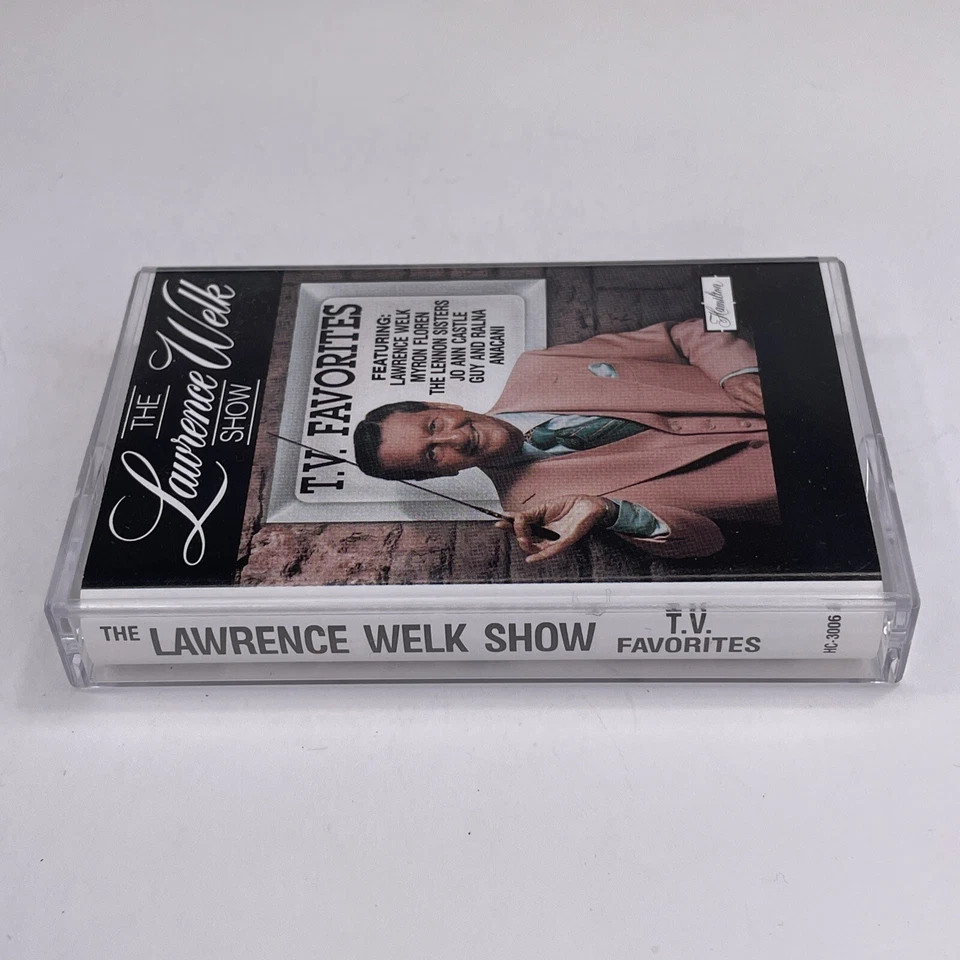 THE
Lawrence Welk
SHOW
T.V. FAVORITES
FEATURING:
LAWRENCE WELK
MYRON FLOREN
THE LENNON SISTERS
JO ANN CASTLE
GUY AND RALNA
ANACANI
Hamilton
THE LAWRENCE WELK SHOW
T.V.
FAVORITES
HC-3006